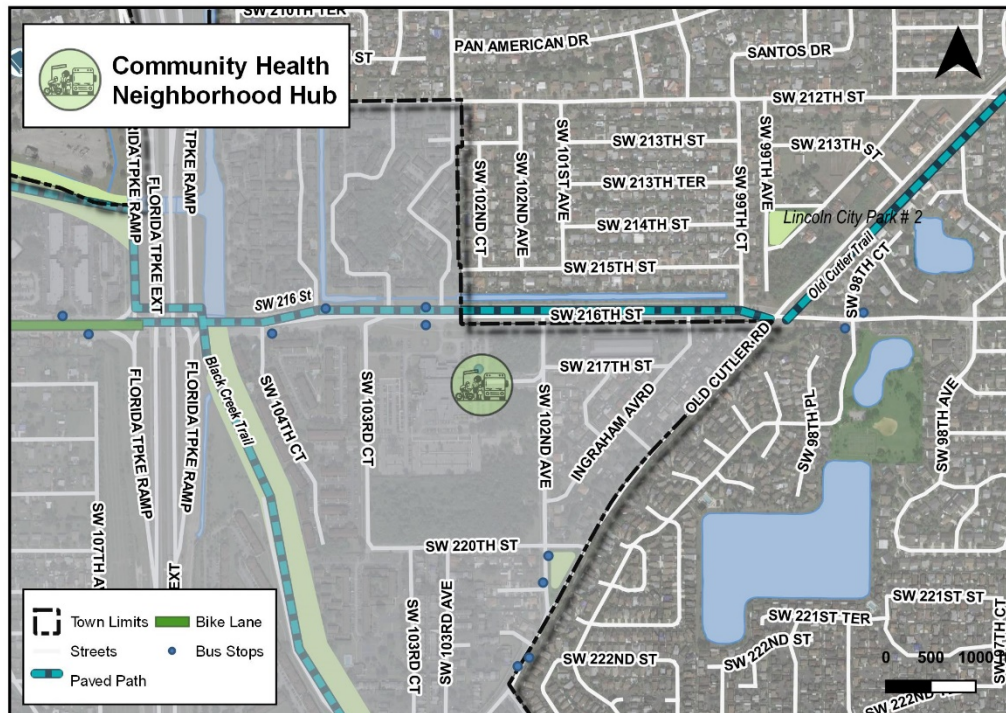 SW 210TH TER
PAN AMERICAN DR
ST
SANTOS DR
Community Health
Neighborhood Hub
SW 212TH ST
FLORIDA TPKE RAMP
FLORIDA TPKE EXT
TPKE RAMP
SW 102ND CT
SW 102ND AVE
SW 101ST AVE
SW 213TH ST
SW 213TH TER
SW 214TH ST
SW 215TH ST
SW 99TH CT
SW 99TH AVE
SW 213TH ST
Lincoln City Park # 2
Old Cutler Trail
SW 98TH CT
SW 216 St
SW 216TH ST
Black Creek Trail
FLORIDA TPKE RAMP
FLORIDA TPKE RAMP
SW 104TH CT
SW 103RD CT
SW 217TH ST
SW 102ND AVE
INGRAHAM AVRD
OLD CUTLER RD
SW 98TH PL
SW 98TH AVE
SW 107TH A
EXT
SW 220TH ST
SW 103RD CT
SW 103RD AVE
SW 222ND ST
SW 222ND ST
SW 221ST TER
SW 221ST ST
SW 97TH CT
Town Limits
Bike Lane
Streets
Bus Stops
Paved Path
0 500 1000
SW 222ND